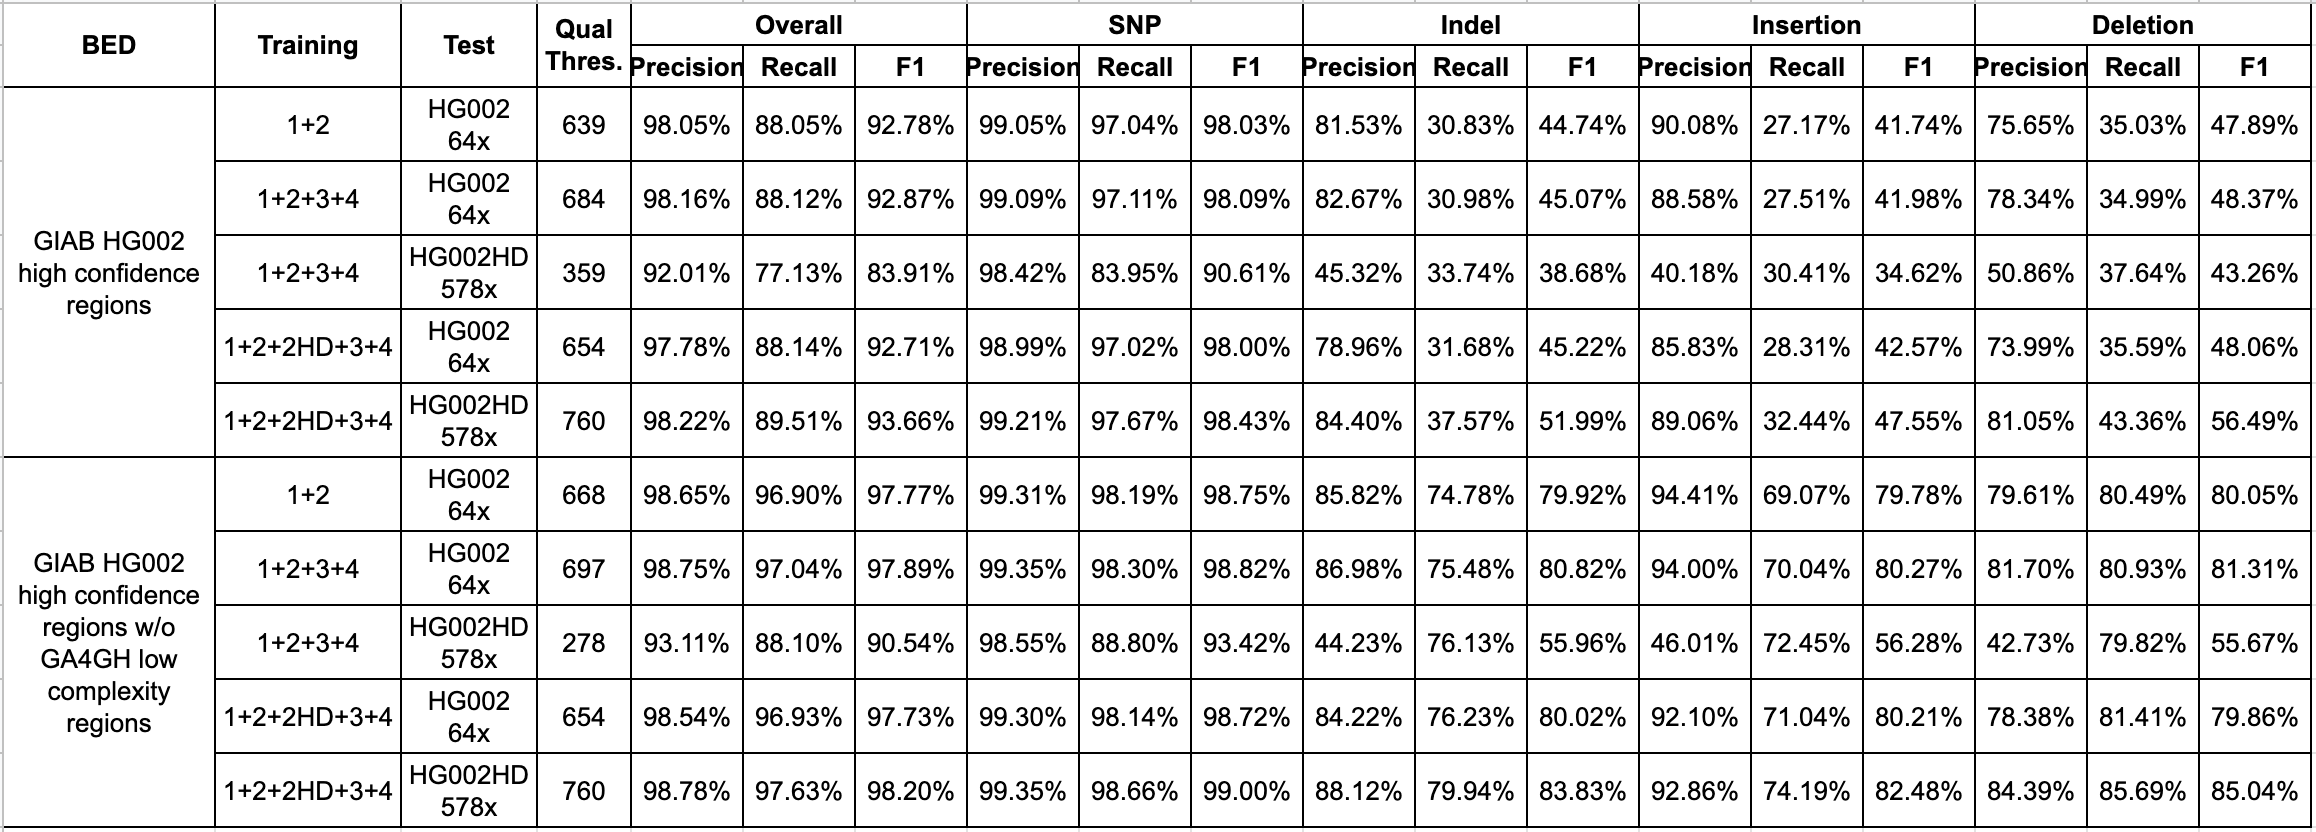 BED Training Test Qual Thres. Overall SNP Indel Insertion Deletion
Precision Recall F1 Precision Recall F1 Precision Recall F1 Precision Recall F1 Precision Recall F1
GIAB HG002
high confidence
regions
1+2 HG002 64x 639 98.05% 88.05% 92.78% 99.05% 97.04% 98.03% 81.53% 30.83% 44.74% 90.08% 27.17% 41.74% 75.65% 35.03% 47.89%
1+2+3+4 HG002 64x 684 98.16% 88.12% 92.87% 99.09% 97.11% 98.09% 82.67% 30.98% 45.07% 88.58% 27.51% 41.98% 78.34% 34.99% 48.37%
1+2+3+4 HG002HD 578x 359 92.01% 77.13% 83.91% 98.42% 83.95% 90.61% 45.32% 33.74% 38.68% 40.18% 30.41% 34.62% 50.86% 37.64% 43.26%
1+2+2HD+3+4 HG002 64x 654 97.78% 88.14% 92.71% 98.99% 97.02% 98.00% 78.96% 31.68% 45.22% 85.83% 28.31% 42.57% 73.99% 35.59% 48.06%
1+2+2HD+3+4 HG002HD 578x 760 98.22% 89.51% 93.66% 99.21% 97.67% 98.43% 84.40% 37.57% 51.99% 89.06% 32.44% 47.55% 81.05% 43.36% 56.49%
GIAB HG002
high confidence
regions w/o
GA4GH low
complexity
regions
1+2 HG002 64x 668 98.65% 96.90% 97.77% 99.31% 98.19% 98.75% 85.82% 74.78% 79.92% 94.41% 69.07% 79.78% 79.61% 80.49% 80.05%
1+2+3+4 HG002 64x 697 98.75% 97.04% 97.89% 99.35% 98.30% 98.82% 86.98% 75.48% 80.82% 94.00% 70.04% 80.27% 81.70% 80.93% 81.31%
1+2+3+4 HG002HD 578x 278 93.11% 88.10% 90.54% 98.55% 88.80% 93.42% 44.23% 76.13% 55.96% 46.01% 72.45% 56.28% 42.73% 79.82% 55.67%
1+2+2HD+3+4 HG002 64x 654 98.54% 96.93% 97.73% 99.30% 98.14% 98.72% 84.22% 76.23% 80.02% 92.10% 71.04% 80.21% 78.38% 81.41% 79.86%
1+2+2HD+3+4 HG002HD 578x 760 98.78% 97.63% 98.20% 99.35% 98.66% 99.00% 88.12% 79.94% 83.83% 92.86% 74.19% 82.48% 84.39% 85.69% 85.04%